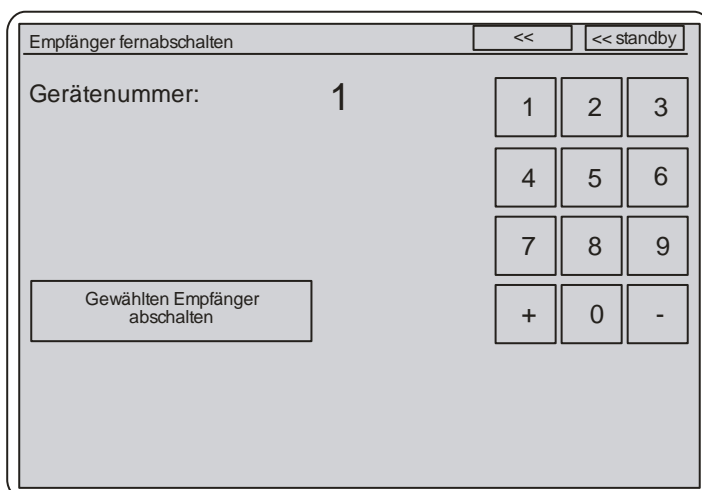 Empfänger fernabschalten << << standby
Gerätenummer: 1
1 2 3
4 5 6
7 8 9
Gewählten Empfänger
abschalten
+ 0 -